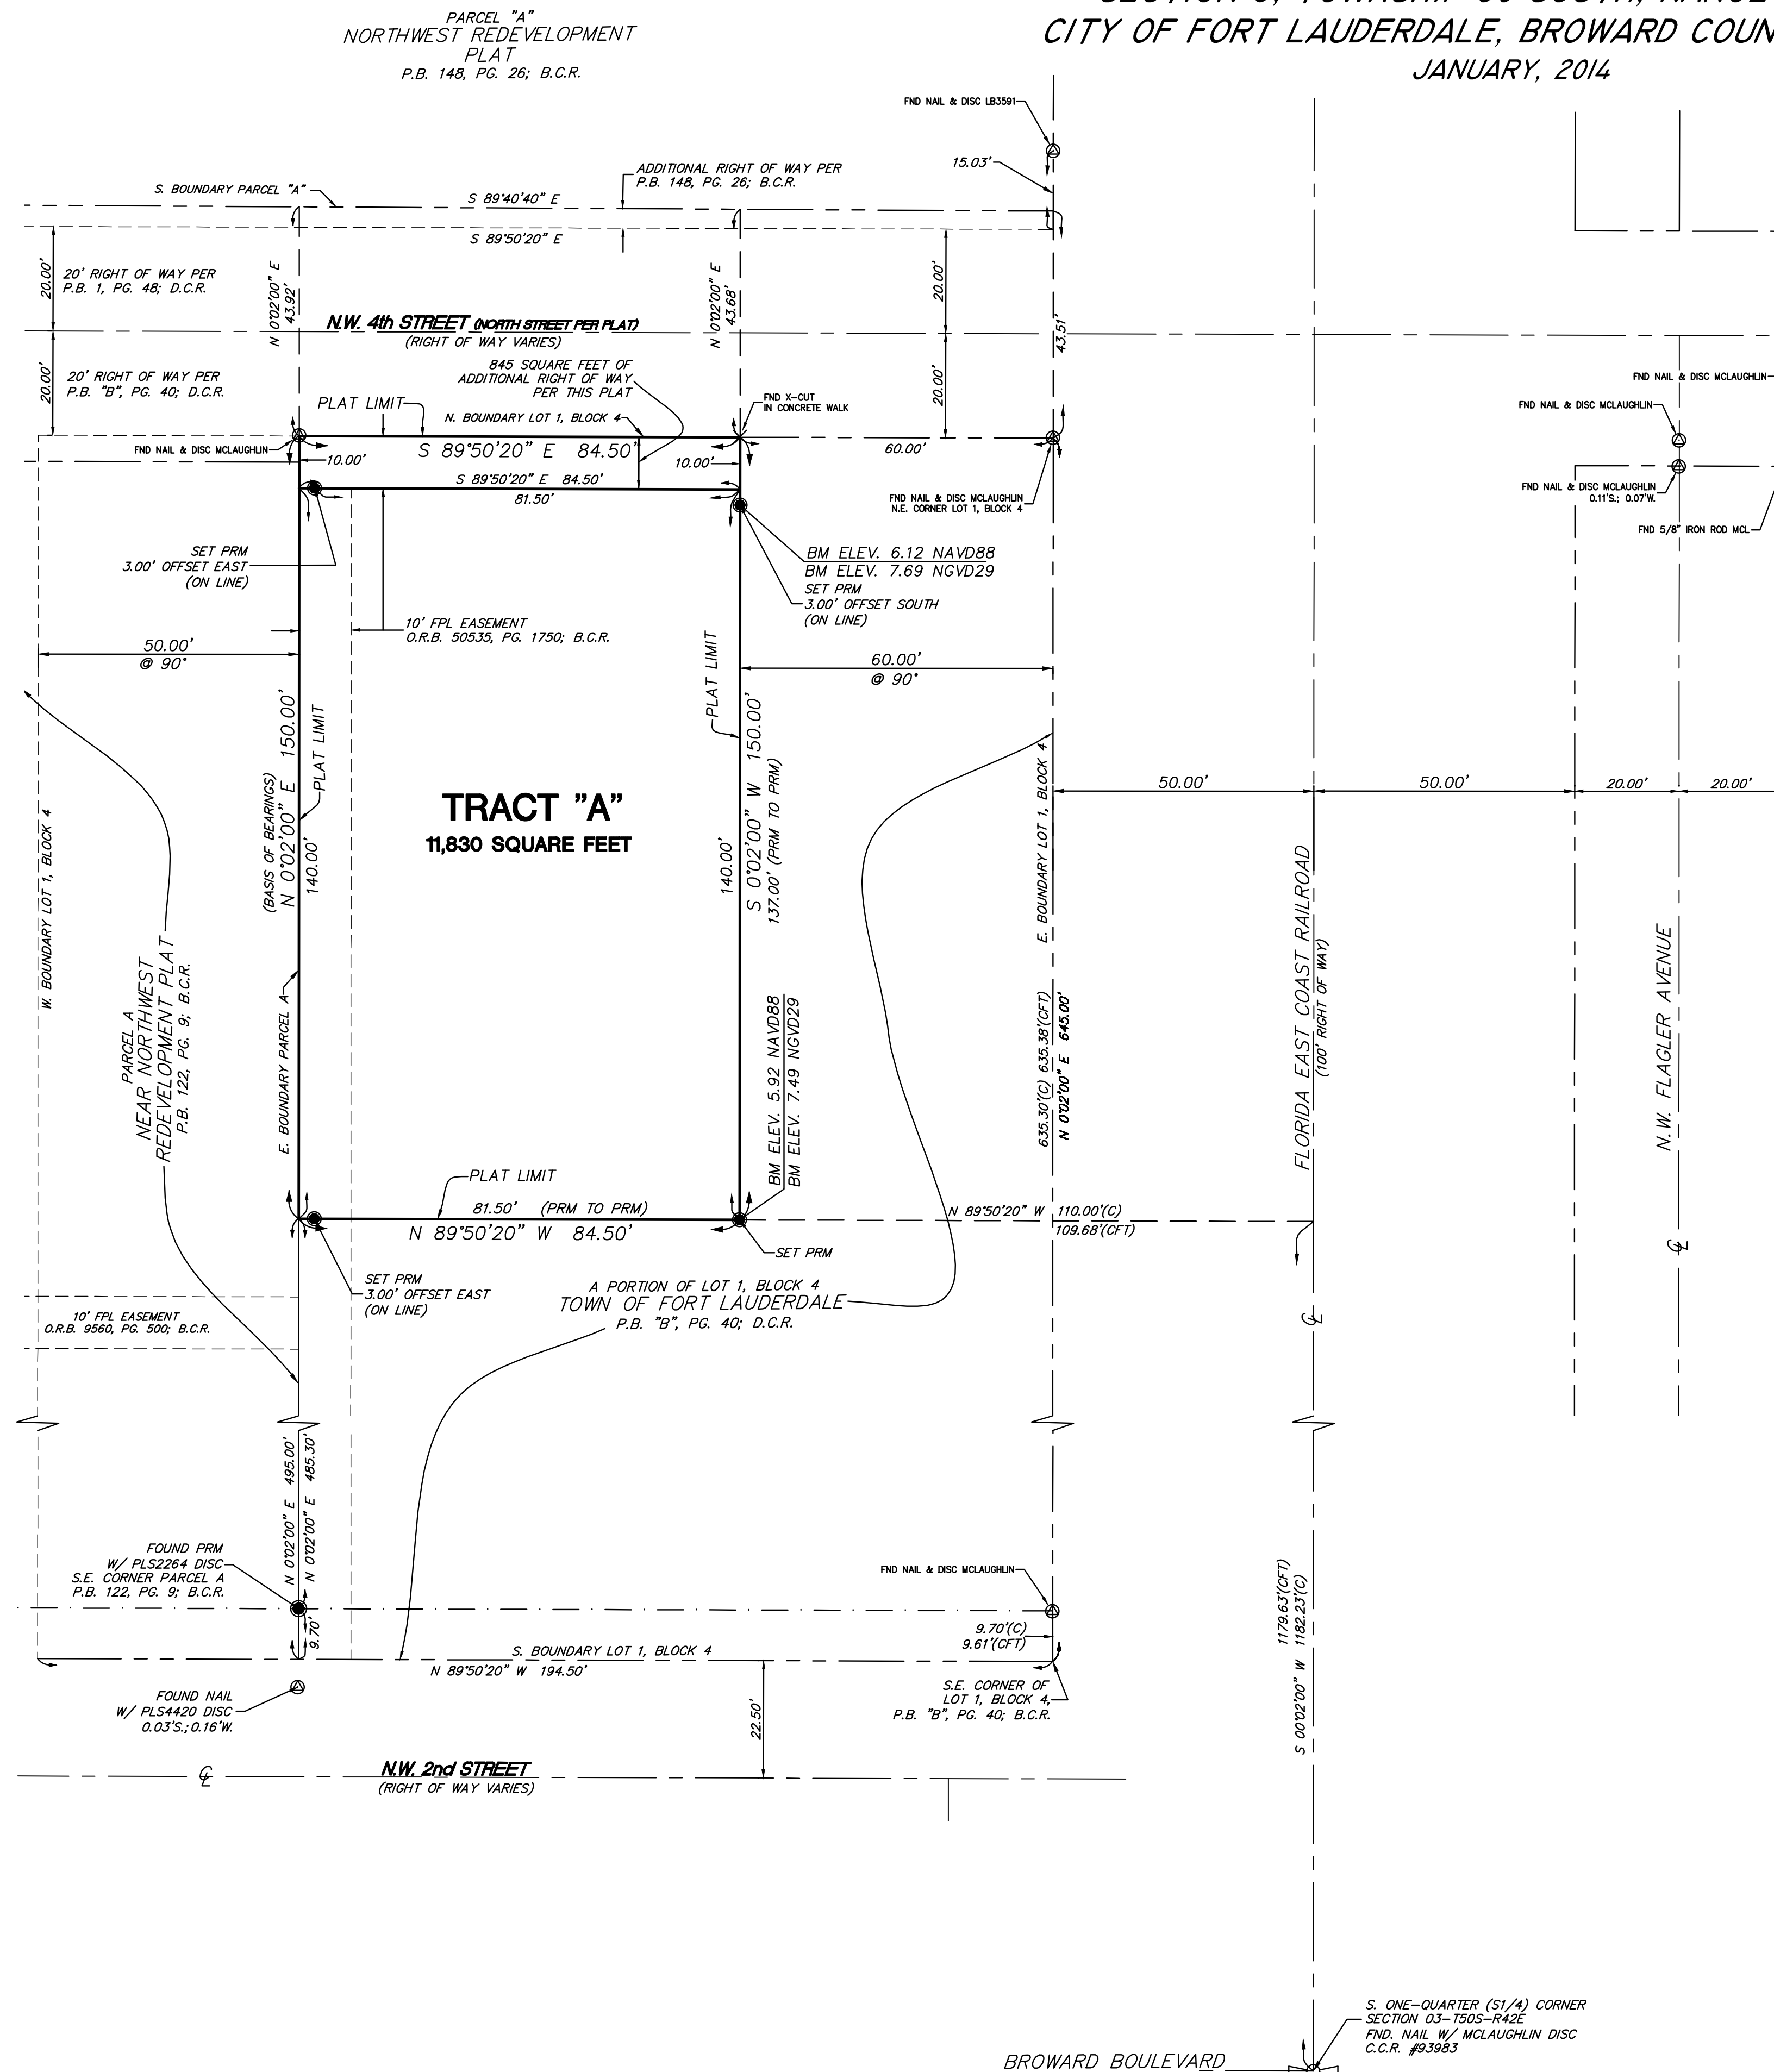 PARCEL "A"
NORTHWEST REDEVELOPMENT
PLAT
P.B. 148, PG. 26; B.C.R.
CITY OF FORT LAUDERDALE, BROWARD COUN
JANUARY, 2014
FND NAIL & DISC LB3591
15.03'
ADDITIONAL RIGHT OF WAY PER
P.B. 148, PG. 26; B.C.R.
S. BOUNDARY PARCEL "A"
S 89°40'40" E
S 89°50'20" E
20.00'
20' RIGHT OF WAY PER
P.B. 1, PG. 48; D.C.R.
N 0°02'00" E
43.92'
N 0°02'00" E
43.68'
20.00'
43.51'
N.W. 4th STREET (NORTH STREET PER PLAT)
(RIGHT OF WAY VARIES)
20.00'
20' RIGHT OF WAY PER
P.B. "B", PG. 40; D.C.R.
845 SQUARE FEET OF
ADDITIONAL RIGHT OF WAY
PER THIS PLAT
20.00'
FND NAIL & DISC MCLAUGHLIN
FND NAIL & DISC MCLAUGHLIN
PLAT LIMIT
N. BOUNDARY LOT 1, BLOCK 4
FND X-CUT
IN CONCRETE WALK
FND NAIL & DISC MCLAUGHLIN
10.00'
S 89°50'20" E 84.50'
10.00'
60.00'
S 89°50'20" E 84.50'
81.50'
FND NAIL & DISC MCLAUGHLIN
N.E. CORNER LOT 1, BLOCK 4
FND NAIL & DISC MCLAUGHLIN
0.11'S.; 0.07'W.
FND 5/8" IRON ROD MCL
SET PRM
3.00' OFFSET EAST
(ON LINE)
BM ELEV. 6.12 NAVD88
BM ELEV. 7.69 NGVD29
SET PRM
3.00' OFFSET SOUTH
(ON LINE)
10' FPL EASEMENT
O.R.B. 50535, PG. 1750; B.C.R.
50.00'
@ 90°
60.00'
@ 90°
PLAT LIMIT
PLAT LIMIT
(BASIS OF BEARINGS)
N 0°02'00" E 150.00'
140.00'
TRACT "A"
11,830 SQUARE FEET
140.00'
S 0°02'00" W 150.00'
137.00' (PRM TO PRM)
E. BOUNDARY LOT 1, BLOCK 4
50.00'
50.00'
20.00'
20.00'
W. BOUNDARY LOT 1, BLOCK 4
PARCEL A
NEAR NORTHWEST
REDEVELOPMENT PLAT
P.B. 122, PG. 9; B.C.R.
E. BOUNDARY PARCEL A
BM ELEV. 5.92 NAVD88
BM ELEV. 7.49 NGVD29
635.30'(C) 635.38'(CFT)
N 0°02'00" E 645.00'
FLORIDA EAST COAST RAILROAD
(100' RIGHT OF WAY)
N.W. FLAGLER AVENUE
PLAT LIMIT
81.50' (PRM TO PRM)
N 89°50'20" W 84.50'
N 89°50'20" W 110.00'(C)
109.68'(CFT)
SET PRM
SET PRM
3.00' OFFSET EAST
(ON LINE)
A PORTION OF LOT 1, BLOCK 4
TOWN OF FORT LAUDERDALE
P.B. "B", PG. 40; D.C.R.
10' FPL EASEMENT
O.R.B. 9560, PG. 500; B.C.R.
N 0°02'00" E 495.00'
N 0°02'00" E 485.30'
FOUND PRM
W/ PLS2264 DISC
S.E. CORNER PARCEL A
P.B. 122, PG. 9; B.C.R.
FND NAIL & DISC MCLAUGHLIN
9.70'
9.70'(C)
9.61'(CFT)
S. BOUNDARY LOT 1, BLOCK 4
N 89°50'20" W 194.50'
FOUND NAIL
W/ PLS4420 DISC
0.03'S.; 0.16'W.
22.50'
S.E. CORNER OF
LOT 1, BLOCK 4,
P.B. "B", PG. 40; B.C.R.
1179.63'(CFT)
S 00°02'00" W 1182.23'(C)
N.W. 2nd STREET
(RIGHT OF WAY VARIES)
S. ONE-QUARTER (S1/4) CORNER
SECTION 03-T50S-R42E
FND. NAIL W/ MCLAUGHLIN DISC
C.C.R. #93983
BROWARD BOULEVARD